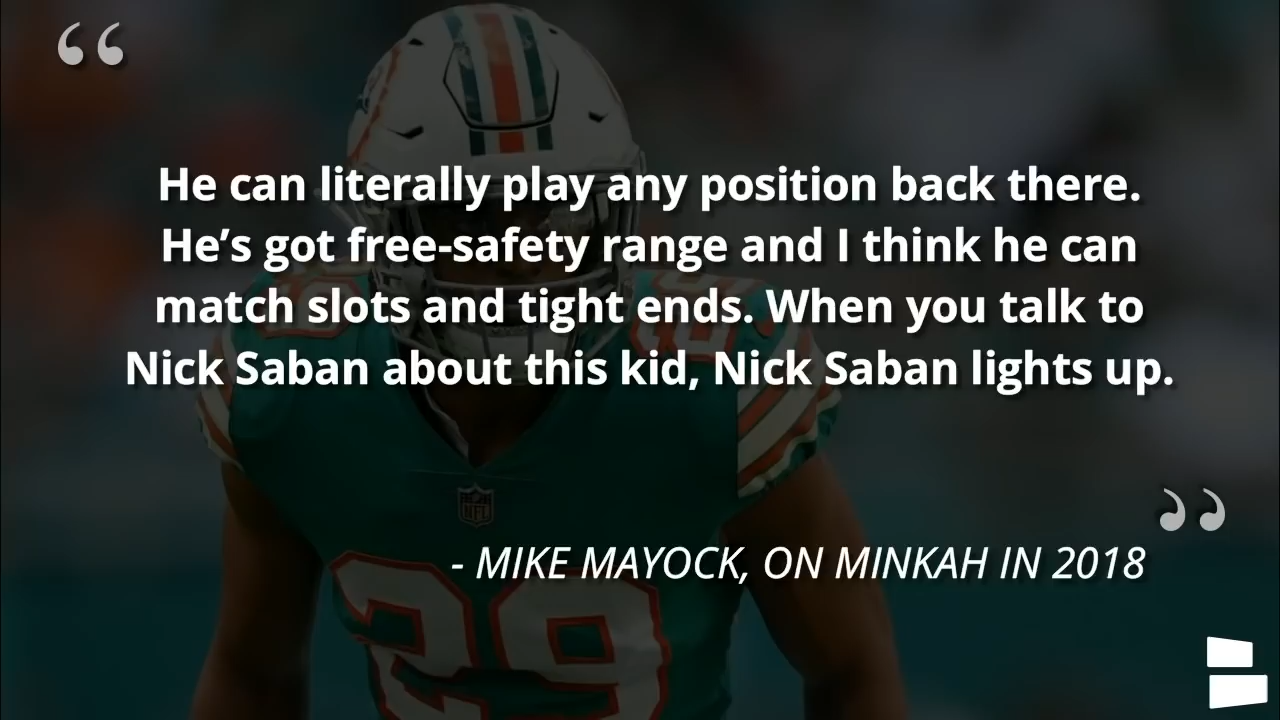 “
He can literally play any position back there.
He’s got free-safety range and I think he can
match slots and tight ends. When you talk to
Nick Saban about this kid, Nick Saban lights up.
”
- MIKE MAYOCK, ON MINKAH IN 2018
NFL
29